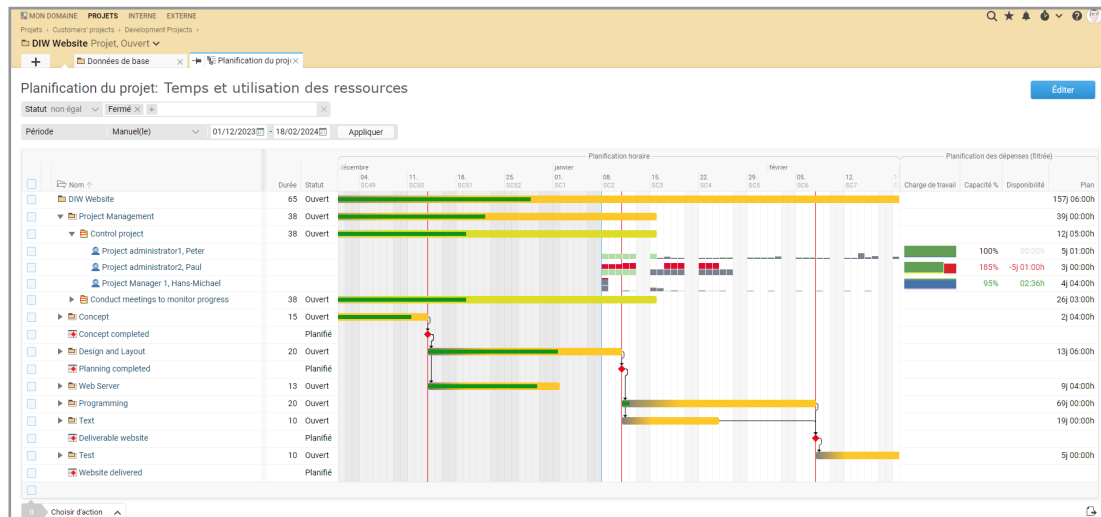 MON DOMAINE PROJETS INTERNE EXTERNE
Projets › Customers' projects › Development Projects ›
DIW Website Projet, Ouvert
+ Données de base × Planification du proj ×
Planification du projet: Temps et utilisation des ressources
Éditer
Statut non égal Fermé × + ×
Période Manuel(le) 01/12/2023 - 18/02/2024 Appliquer
Planification horaire Planification des dépenses (filtrée)
décembre janvier février
04. 11. 18. 25. 01. 08. 15. 22. 29. 05. 12.
Nom ↑ Durée Statut SC49 SC50 SC51 SC52 SC1 SC2 SC3 SC4 SC5 SC6 SC7 Charge de travail Capacité % Disponibilité Plan
DIW Website 65 Ouvert 157j 06:00h
Project Management 38 Ouvert 39j 00:00h
Control project 38 Ouvert 12j 05:00h
Project administrator1, Peter 100% 00:00h 5j 01:00h
Project administrator2, Paul 185% -5j 01:00h 3j 00:00h
Project Manager 1, Hans-Michael 95% 02:36h 4j 04:00h
Conduct meetings to monitor progress 38 Ouvert 26j 03:00h
Concept 15 Ouvert 2j 04:00h
Concept completed Planifié
Design and Layout 20 Ouvert 13j 06:00h
Planning completed Planifié
Web Server 13 Ouvert 9j 04:00h
Programming 20 Ouvert 69j 00:00h
Text 10 Ouvert 19j 00:00h
Deliverable website Planifié
Test 10 Ouvert 5j 00:00h
Website delivered Planifié
0 Choisir d'action